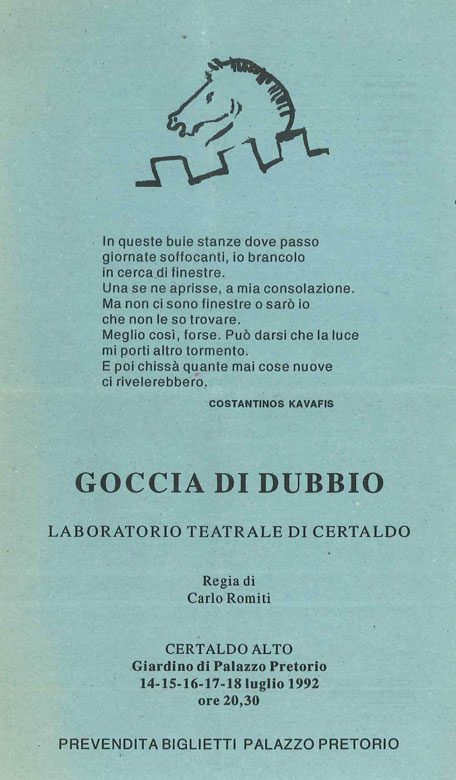 In queste buie stanze dove passo
giornate soffocanti, io brancolo
in cerca di finestre.
Una se ne aprisse, a mia consolazione.
Ma non ci sono finestre o sarò io
che non le so trovare.
Meglio così, forse. Può darsi che la luce
mi porti altro tormento.
E poi chissà quante mai cose nuove
ci rivelerebbero.
COSTANTINOS KAVAFIS
GOCCIA DI DUBBIO
LABORATORIO TEATRALE DI CERTALDO
Regia di
Carlo Romiti
CERTALDO ALTO
Giardino di Palazzo Pretorio
14-15-16-17-18 luglio 1992
ore 20,30
PREVENDITA BIGLIETTI PALAZZO PRETORIO